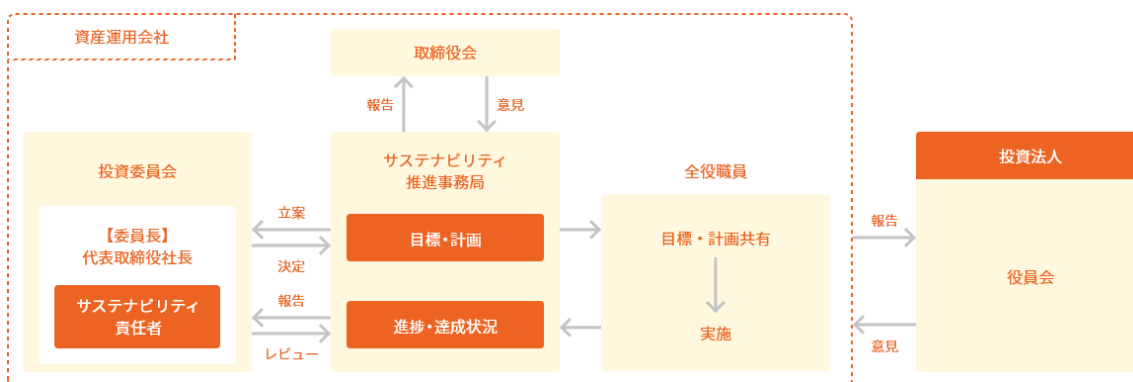 資産運用会社
取締役会
報告
意見
投資委員会
【委員長】
代表取締役社長
サステナビリティ
責任者
立案
決定
報告
レビュー
サステナビリティ
推進事務局
目標・計画
進捗・達成状況
全役職員
目標・計画共有
実施
報告
意見
投資法人
役員会